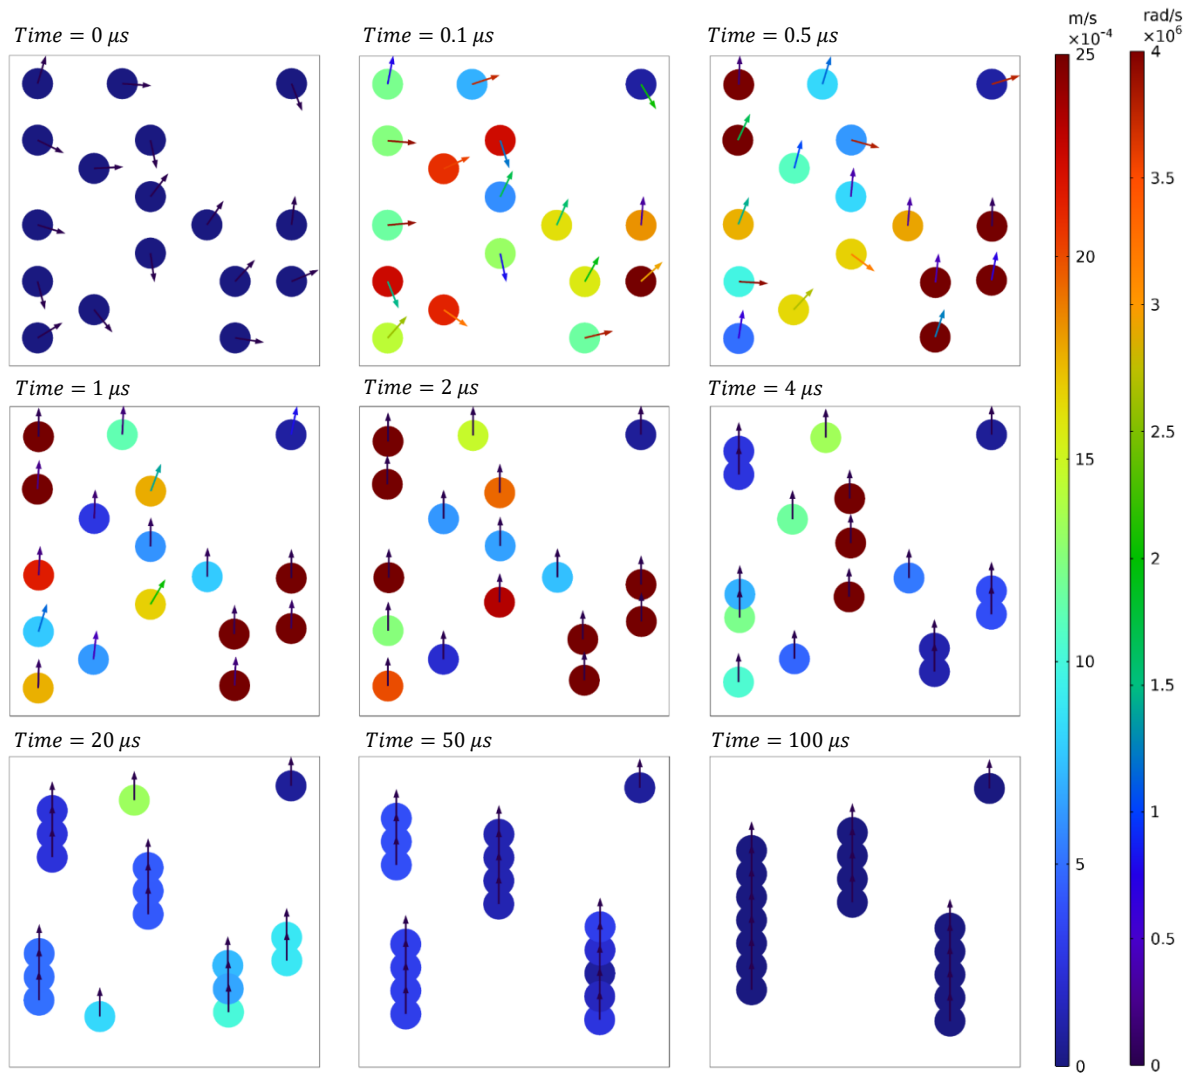 Time = 0 μs
Time = 0.1 μs
Time = 0.5 μs
m/s
×10⁻⁴
rad/s
×10⁶
25
20
15
10
5
0
4
3.5
3
2.5
2
1.5
1
0.5
0
Time = 1 μs
Time = 2 μs
Time = 4 μs
Time = 20 μs
Time = 50 μs
Time = 100 μs